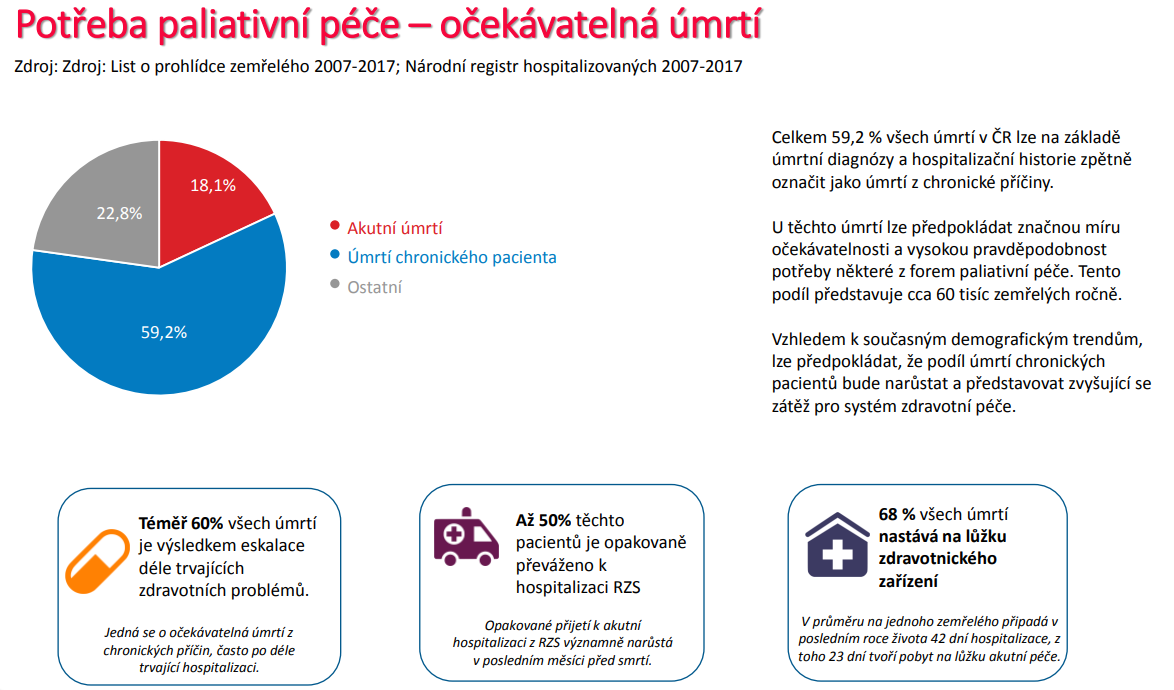 Potřeba paliativní péče – očekávatelná úmrtí
Zdroj: Zdroj: List o prohlídce zemřelého 2007-2017; Národní registr hospitalizovaných 2007-2017
18,1%
22,8%
59,2%
Akutní úmrtí
Úmrtí chronického pacienta
Ostatní
Celkem 59,2 % všech úmrtí v ČR lze na základě
úmrtní diagnózy a hospitalizační historie zpětně
označit jako úmrtí z chronické příčiny.
U těchto úmrtí lze předpokládat značnou míru
očekávatelnosti a vysokou pravděpodobnost
potřeby některé z forem paliativní péče. Tento
podíl představuje cca 60 tisíc zemřelých ročně.
Vzhledem k současným demografickým trendům,
lze předpokládat, že podíl úmrtí chronických
pacientů bude narůstat a představovat zvyšující se
zátěž pro systém zdravotní péče.
Téměř 60% všech úmrtí
je výsledkem eskalace
déle trvajících
zdravotních problémů.
Jedná se o očekávatelná úmrtí z
chronických příčin, často po déle
trvající hospitalizaci.
Až 50% těchto
pacientů je opakovaně
převáženo k
hospitalizaci RZS
Opakované přijetí k akutní
hospitalizaci z RZS významně narůstá
v posledním měsíci před smrtí.
68 % všech úmrtí
nastává na lůžku
zdravotnického
zařízení
V průměru na jednoho zemřelého připadá v
posledním roce života 42 dní hospitalizace, z
toho 23 dní tvoří pobyt na lůžku akutní péče.